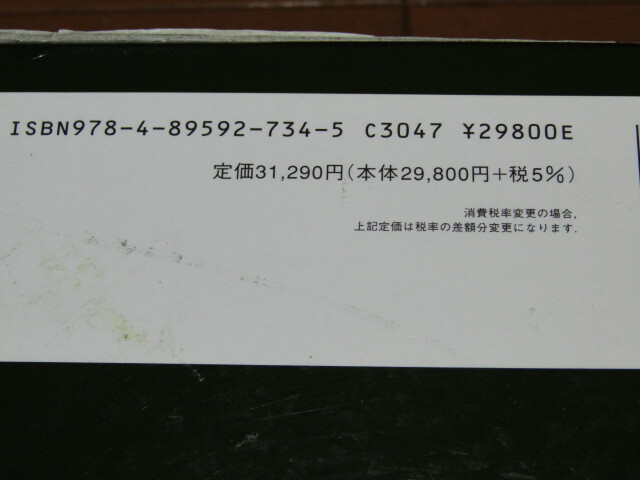 ISBN978-4-89592-734-5 C3047 ¥29800E
定価31,290円(本体29,800円+税5%)
消費税率変更の場合,
上記定価は税率の差額分変更になります.